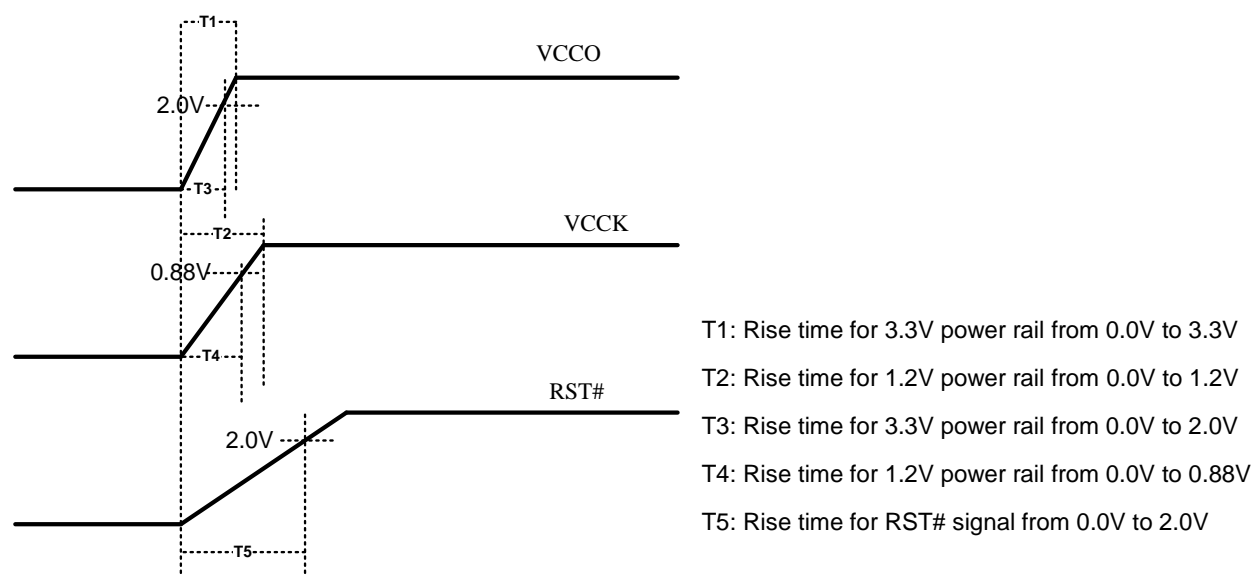 T1
VCCO
2.0V
T3
T2
VCCK
0.88V
T4
RST#
2.0V
T5
T1: Rise time for 3.3V power rail from 0.0V to 3.3V
T2: Rise time for 1.2V power rail from 0.0V to 1.2V
T3: Rise time for 3.3V power rail from 0.0V to 2.0V
T4: Rise time for 1.2V power rail from 0.0V to 0.88V
T5: Rise time for RST# signal from 0.0V to 2.0V